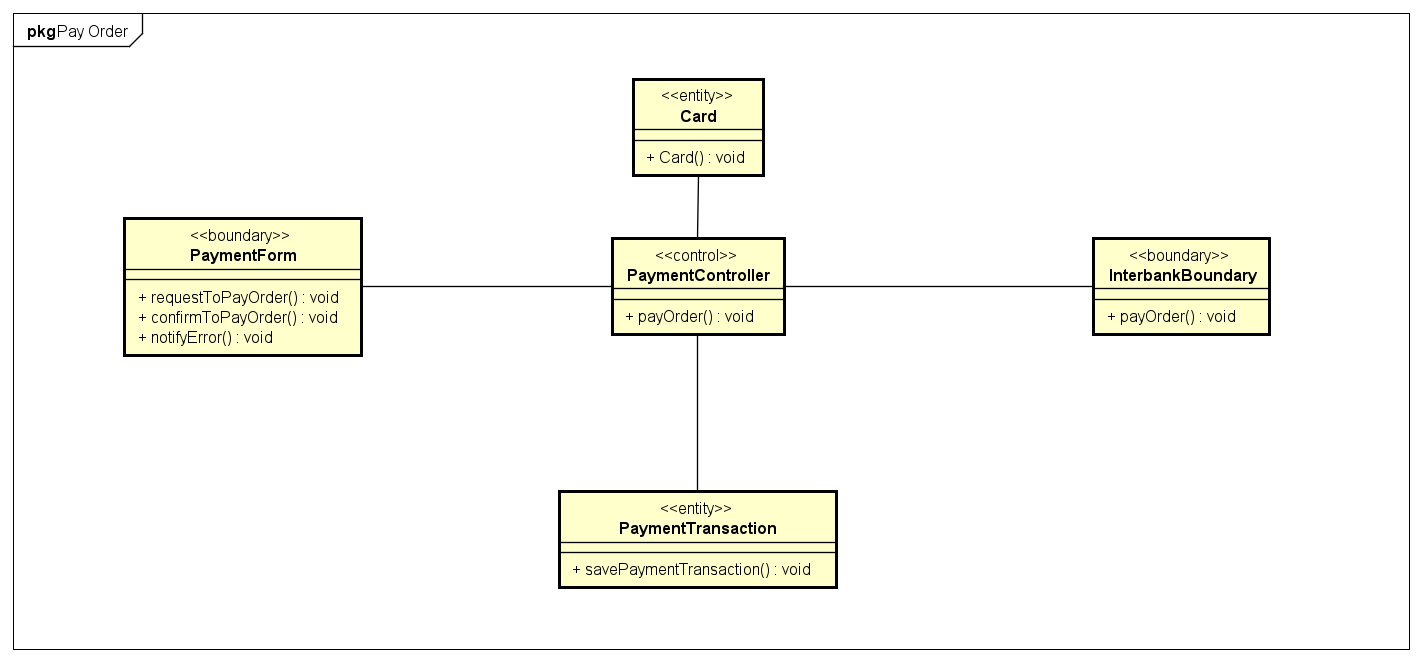 pkgPay Order
<<entity>>
Card
+ Card() : void
<<boundary>>
PaymentForm
+ requestToPayOrder() : void
+ confirmToPayOrder() : void
+ notifyError() : void
<<control>>
PaymentController
+ payOrder() : void
<<boundary>>
InterbankBoundary
+ payOrder() : void
<<entity>>
PaymentTransaction
+ savePaymentTransaction() : void